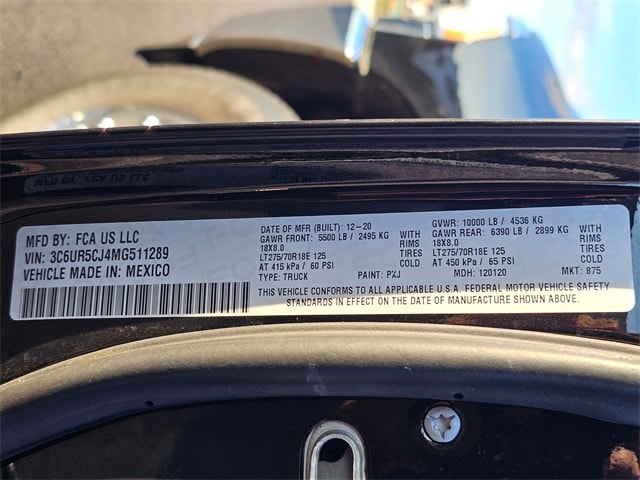 MFD BY: FCA US LLC
VIN: 3C6UR5CJ4MG511289
VEHICLE MADE IN: MEXICO
DATE OF MFR (BUILT): 12-20
GAWR FRONT: 5500 LB / 2495 KG
18X8.0
LT275/70R18E 125
AT 415 kPa / 60 PSI
TYPE: TRUCK
WITH
RIMS
TIRES
COLD
PAINT: PXJ
GVWR: 10000 LB / 4536 KG
GAWR REAR: 6390 LB / 2899 KG
18X8.0
LT275/70R18E 125
AT 450 kPa / 65 PSI
MDH: 120120
WITH
RIMS
TIRES
COLD
MKT: 875
THIS VEHICLE CONFORMS TO ALL APPLICABLE U.S.A. FEDERAL MOTOR VEHICLE SAFETY
STANDARDS IN EFFECT ON THE DATE OF MANUFACTURE SHOWN ABOVE.